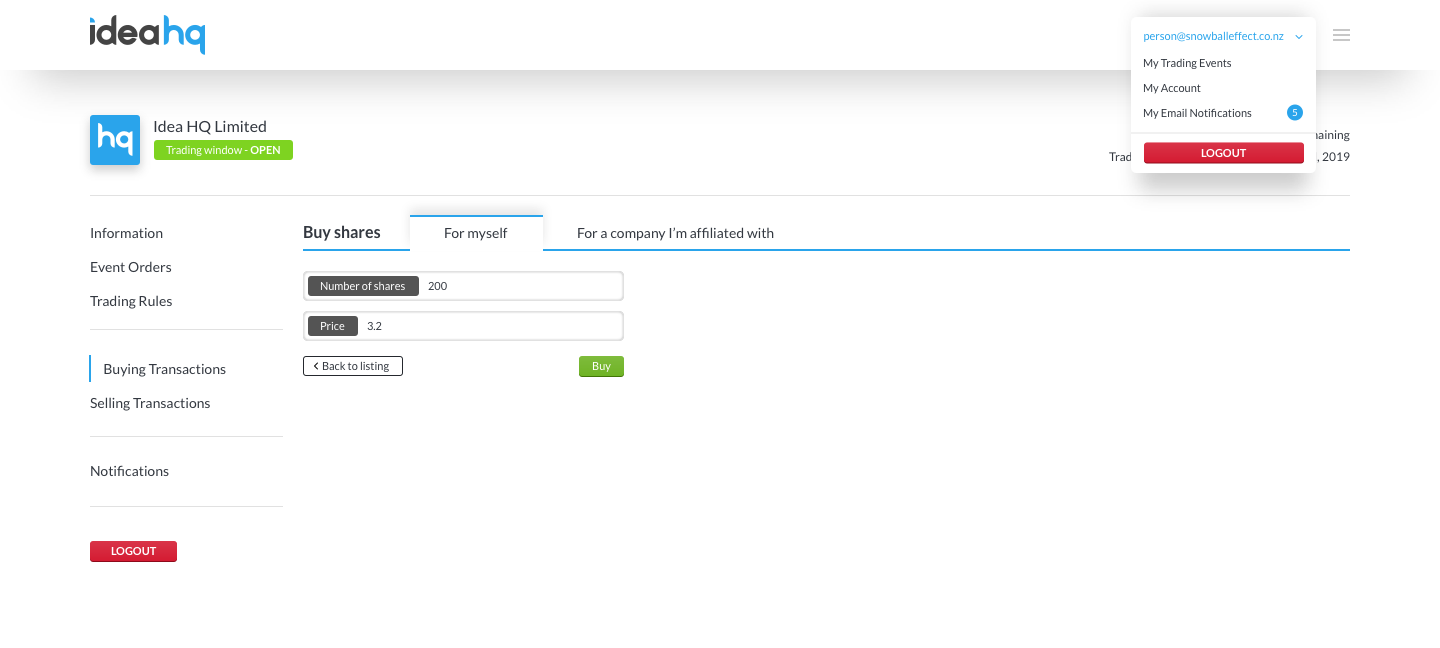 ideahq
person@snowballeffect.co.nz
My Trading Events
My Account
My Email Notifications 5
LOGOUT
hq
Idea HQ Limited
Trading window - OPEN
, 2019
Information
Event Orders
Trading Rules
Buying Transactions
Selling Transactions
Notifications
LOGOUT
Buy shares For myself For a company I'm affiliated with
Number of shares 200
Price 3.2
Back to listing Buy